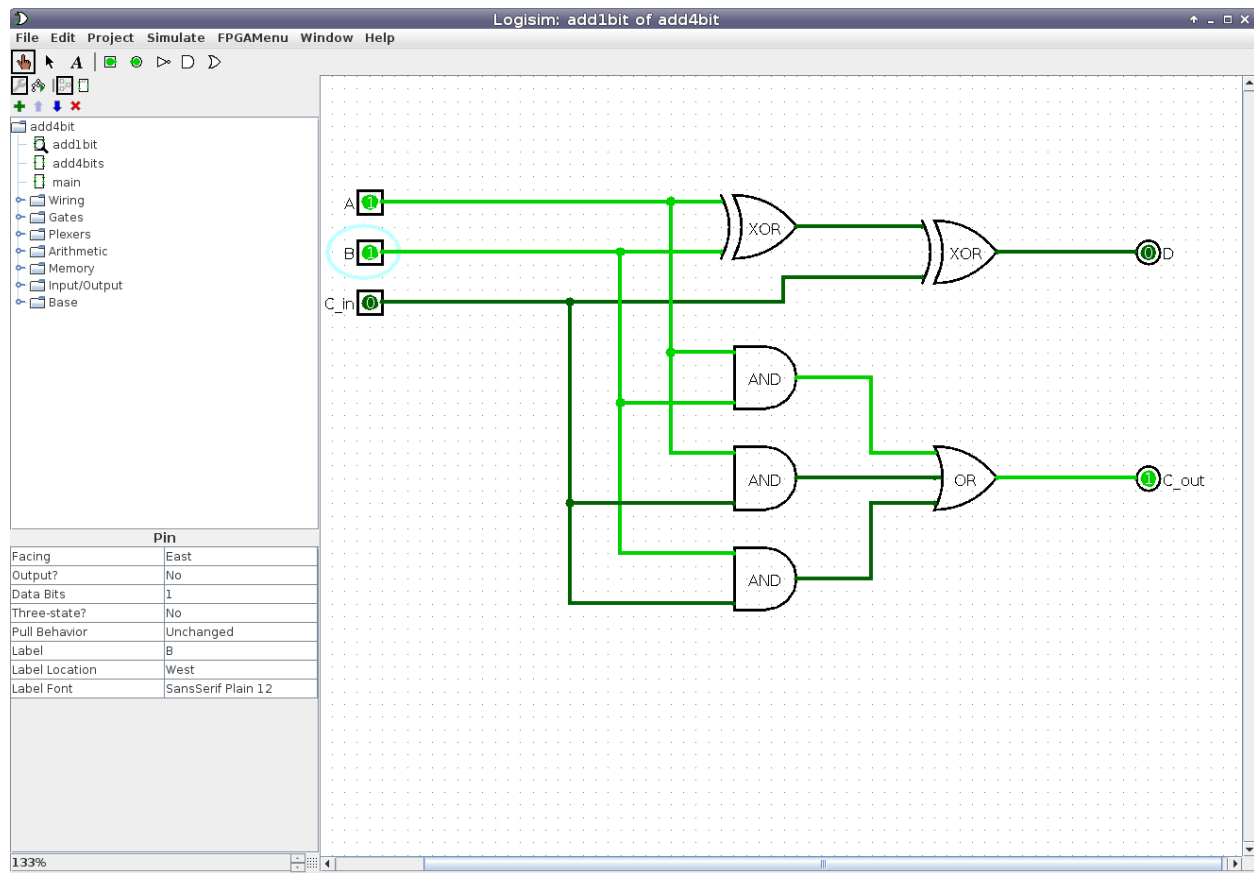 Logisim: add1bit of add4bit
File Edit Project Simulate FPGAMenu Window Help
A
add4bit
add1bit
add4bits
main
Wiring
Gates
Plexers
Arithmetic
Memory
Input/Output
Base
A 1
B 1
C_in 0
XOR
XOR
0 D
AND
AND
OR
1 C_out
AND
Pin
Facing East
Output? No
Data Bits 1
Three-state? No
Pull Behavior Unchanged
Label B
Label Location West
Label Font SansSerif Plain 12
133%